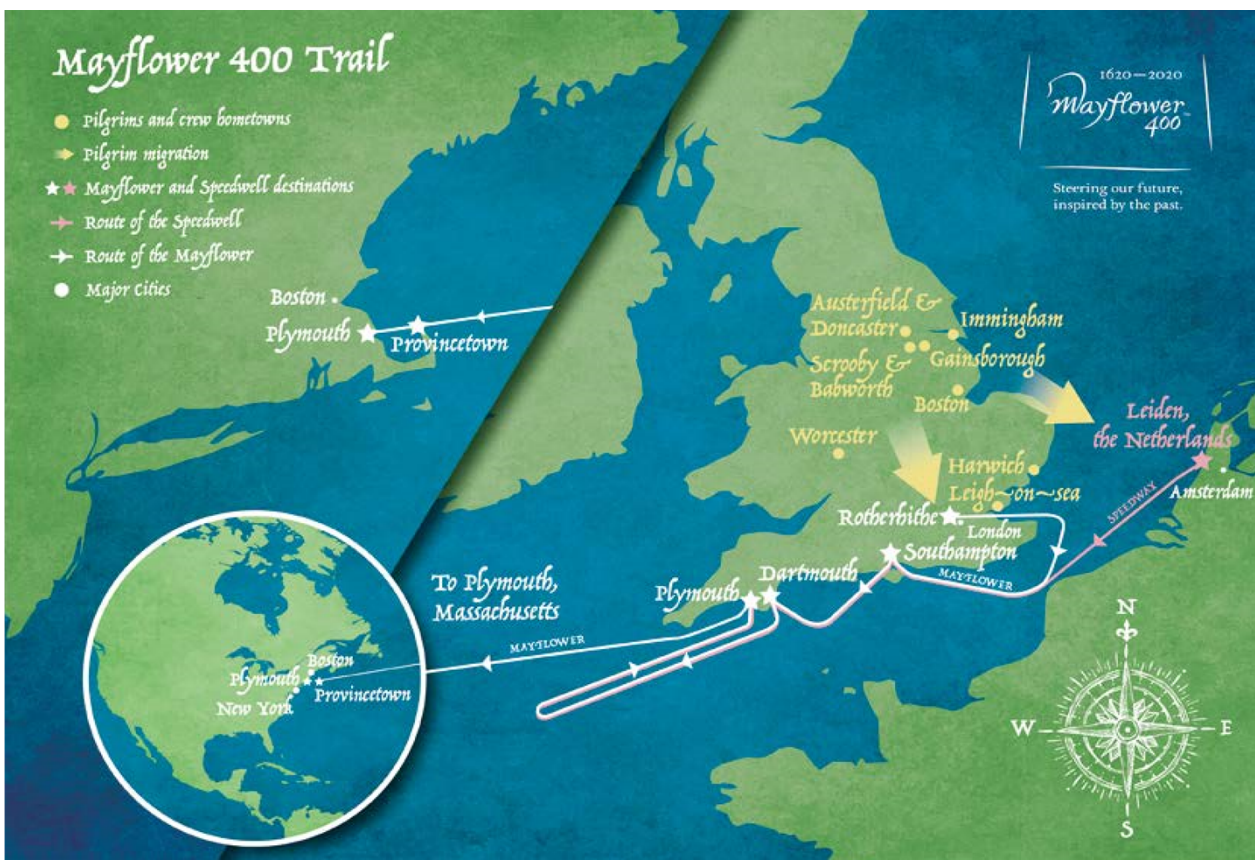 Mayflower 400 Trail
Pilgrims and crew hometowns
Pilgrim migration
Mayflower and Speedwell destinations
Route of the Speedwell
Route of the Mayflower
Major Cities
1620—2020
Mayflower
400™
Steering our future,
inspired by the past.
Boston
Plymouth
Provincetown
Austerfield &
Doncaster
Immingham
Scrooby &
Babworth
Gainsborough
Boston
Worcester
Leiden,
the Netherlands
Harwich
Leigh~on~sea
Amsterdam
SPEEDWAY
Rotherhithe
London
Southampton
MAYFLOWER
Dartmouth
Plymouth
To Plymouth,
Massachusetts
MAYFLOWER
Boston
Plymouth
Provincetown
New York
N
W
E
S